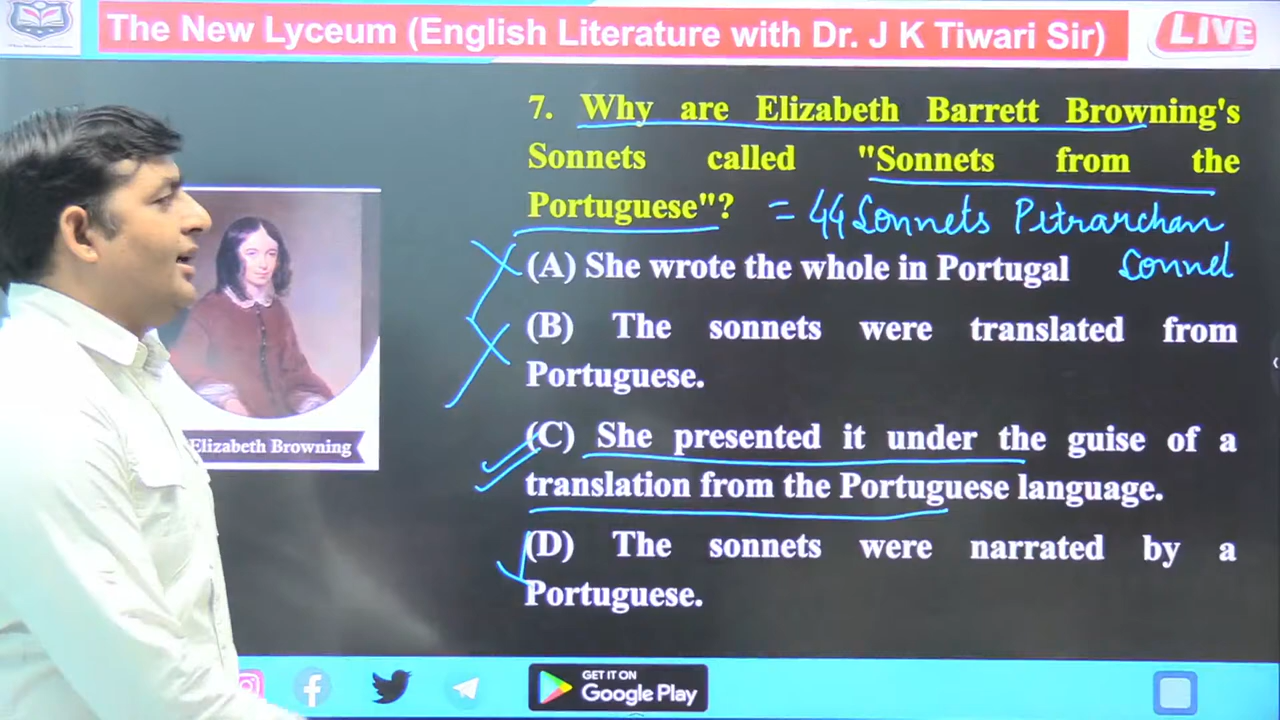 The New Lyceum (English Literature with Dr. J K Tiwari Sir)
LIVE
7. Why are Elizabeth Barrett Browning's
Sonnets called "Sonnets from the
Portuguese"? = 44 Sonnets Petrarchan
(A) She wrote the whole in Portugal Sonnet
(B) The sonnets were translated from
Portuguese.
(C) She presented it under the guise of a
translation from the Portuguese language.
(D) The sonnets were narrated by a
Portuguese.
Elizabeth Browning
GET IT ON
Google Play